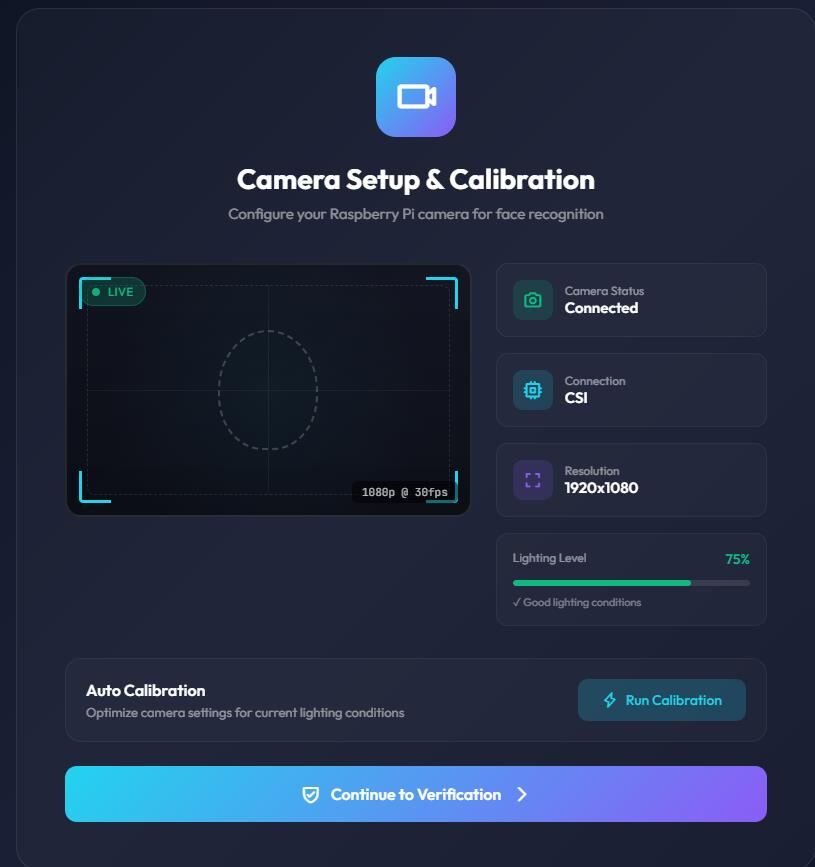 Camera Setup & Calibration
Configure your Raspberry Pi camera for face recognition
LIVE
1080p @ 30fps
Camera Status
Connected
Connection
CSI
Resolution
1920x1080
Lighting Level 75%
✓ Good lighting conditions
Auto Calibration
Optimize camera settings for current lighting conditions
Run Calibration
Continue to Verification